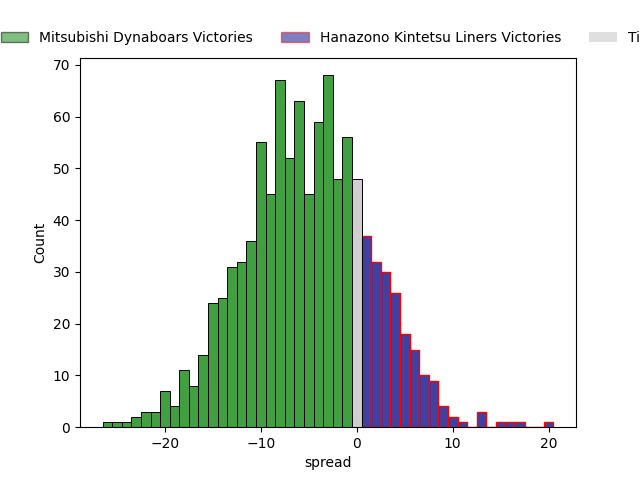 Mitsubishi Dynaboars Victories Hanazono Kintetsu Liners Victories
70
60
50
40
30
20
10
0
Count
−20 −10 0 10 20
spread